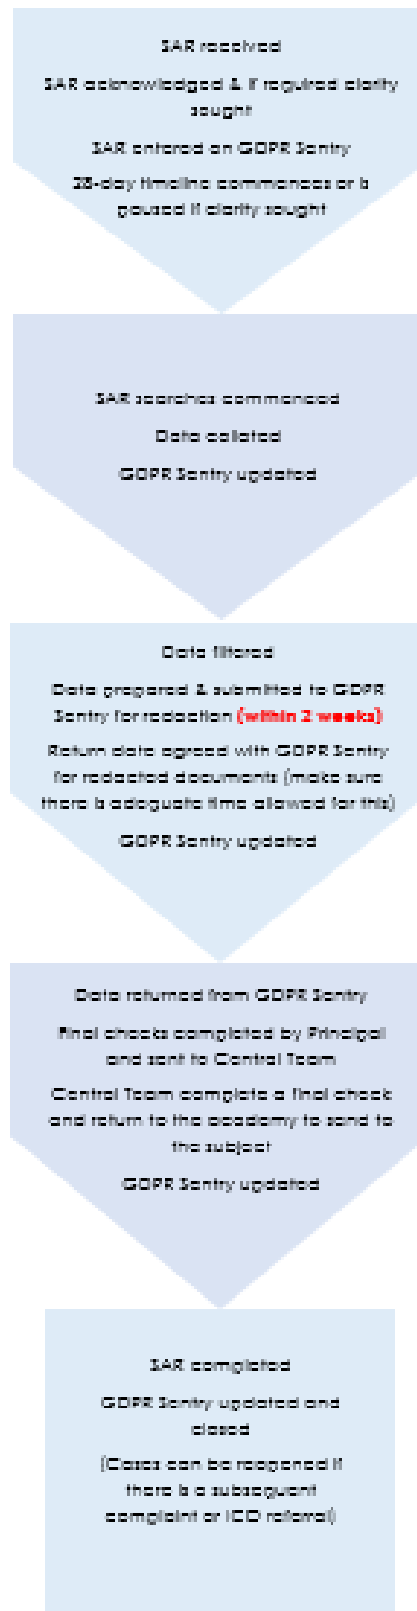 SAR received
SAR acknowledged & if required clarity
sought
SAR entered on GDPR Sentry
28-day timeline commences or is
paused if clarity sought
SAR searches commenced
Data collated
GDPR Sentry updated
Data filtered
Data prepared & submitted to GDPR
Sentry for redaction (within 2 weeks)
Return date agreed with GDPR Sentry
for redacted documents (make sure
there is adequate time allowed for this)
GDPR Sentry updated
Data returned from GDPR Sentry
Final checks completed by Principal
and sent to Central Team
Central Team complete a final check
and return to the academy to send to
the subject
GDPR Sentry updated
SAR completed
GDPR Sentry updated and
closed
(Cases can be reopened if
there is a subsequent
complaint or ICO referral)